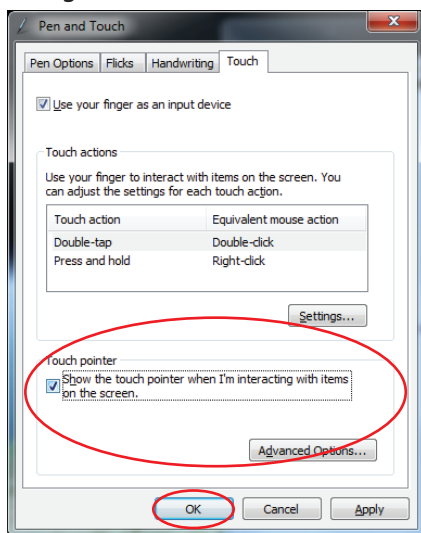 Pen and Touch
Pen Options Flicks Handwriting Touch
Use your finger as an input device
Touch actions
Use your finger to interact with items on the screen. You
can adjust the settings for each touch action.
Touch action Equivalent mouse action
Double-tap Double-click
Press and hold Right-click
Settings...
Touch pointer
Show the touch pointer when I'm interacting with items
on the screen.
Advanced Options...
OK Cancel Apply